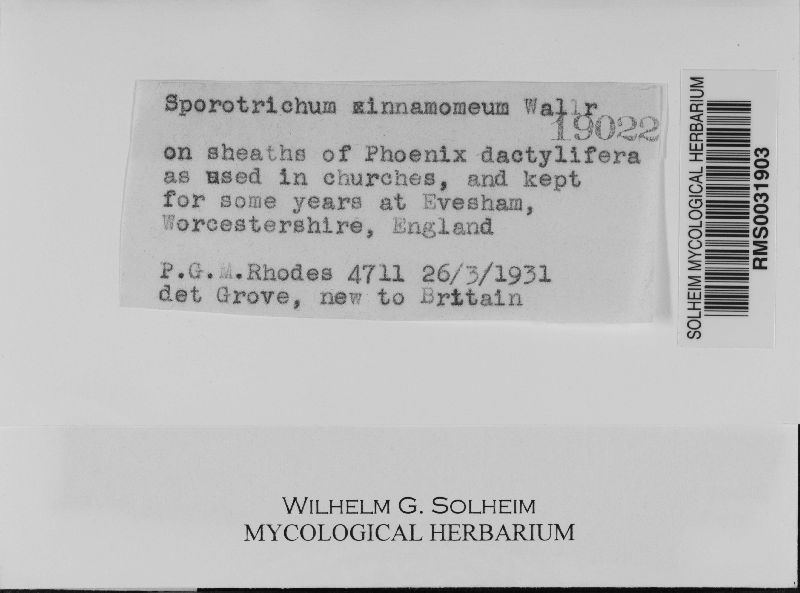 Sporotrichum sinnamomeum Wallr
19022
on sheaths of Phoenix dactylifera
as used in churches, and kept
for some years at Evesham,
Worcestershire, England
P.G.M.Rhodes 4711 26/3/1931
det Grove, new to Britain
SOLHEIM MYCOLOGICAL HERBARIUM
RMS0031903
WILHELM G. SOLHEIM
MYCOLOGICAL HERBARIUM